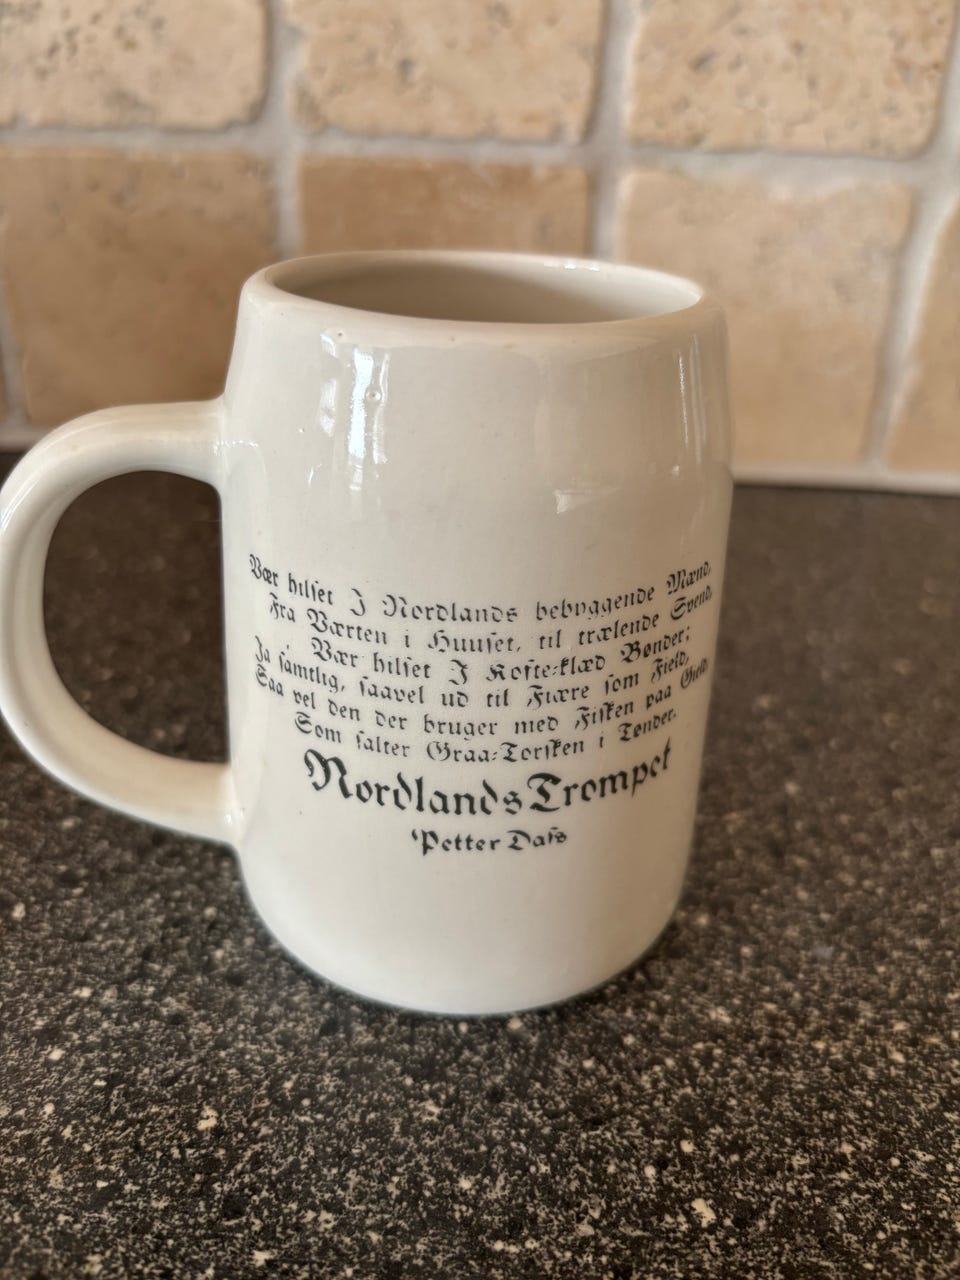 Vær hilset I Nordlands bebyggende Mænd,
Fra Værten i Huuset, til trælende Svend,
Vær hilset I Kofte-klæd Bønder;
Ja samtlig, saavel ud til Fiære som Field,
Saa vel den der bruger med Fisken paa Gield,
Som salter Graa-Torsken i Tønder.
Nordlands Trompet
Petter Dass